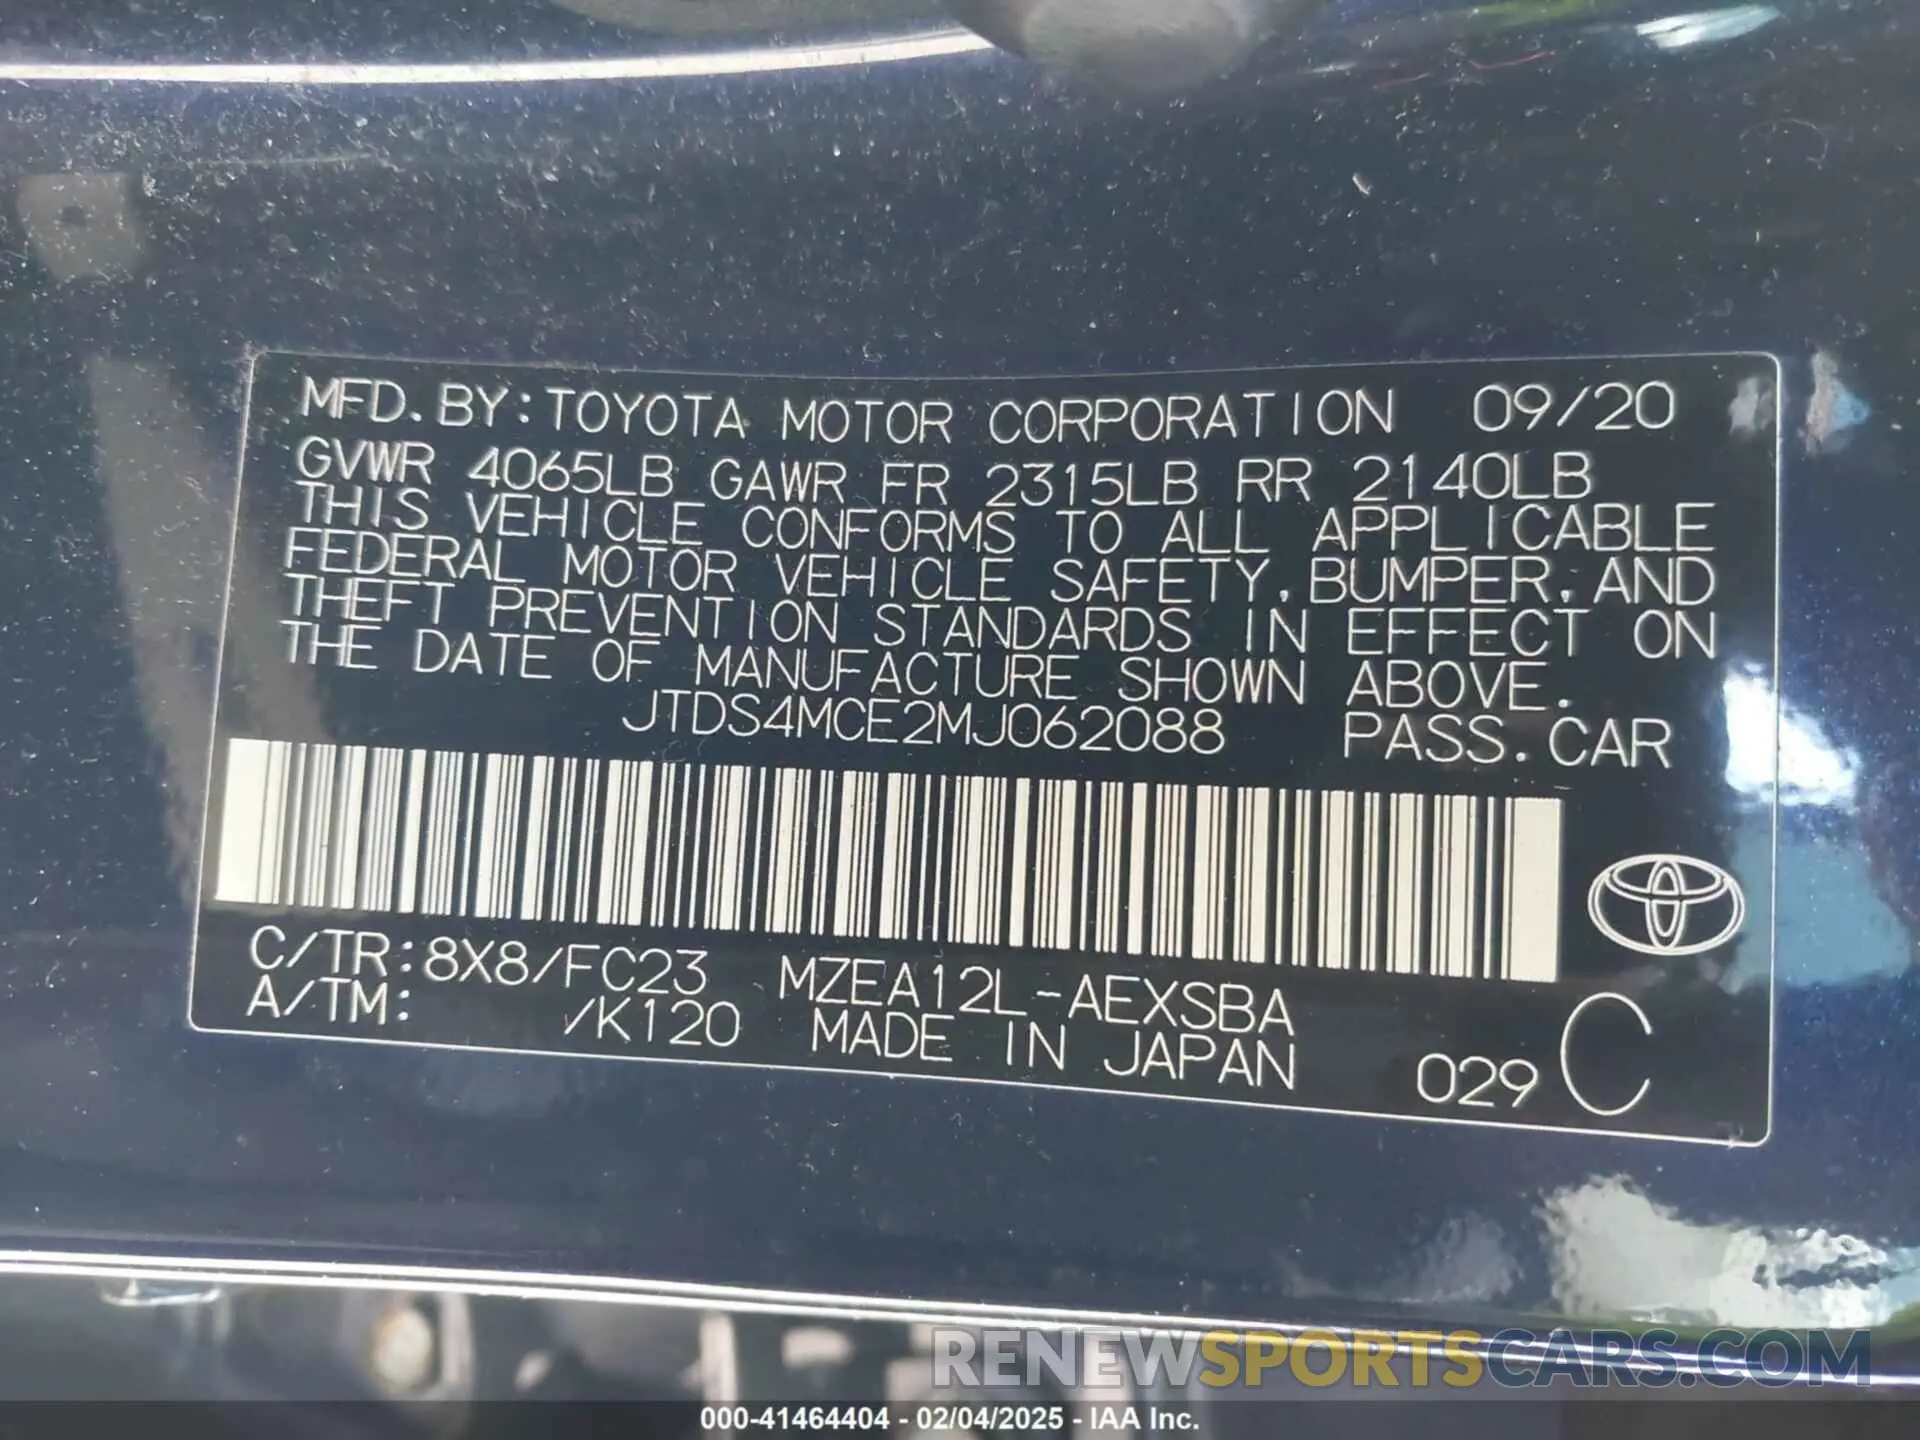 MFD. BY: TOYOTA MOTOR CORPORATION 09/20
GVWR 4065LB GAWR FR 2315LB RR 2140LB
THIS VEHICLE CONFORMS TO ALL APPLICABLE
FEDERAL MOTOR VEHICLE SAFETY, BUMPER, AND
THEFT PREVENTION STANDARDS IN EFFECT ON
THE DATE OF MANUFACTURE SHOWN ABOVE.
JTDS4MCE2MJ062088 PASS. CAR
C/TR: 8X8/FC23 MZEA12L-AEXSBA
A/TM: /K120 MADE IN JAPAN 029 C
RENEWSPORTSCARS.COM
000-41464404 - 02/04/2025 - IAA Inc.